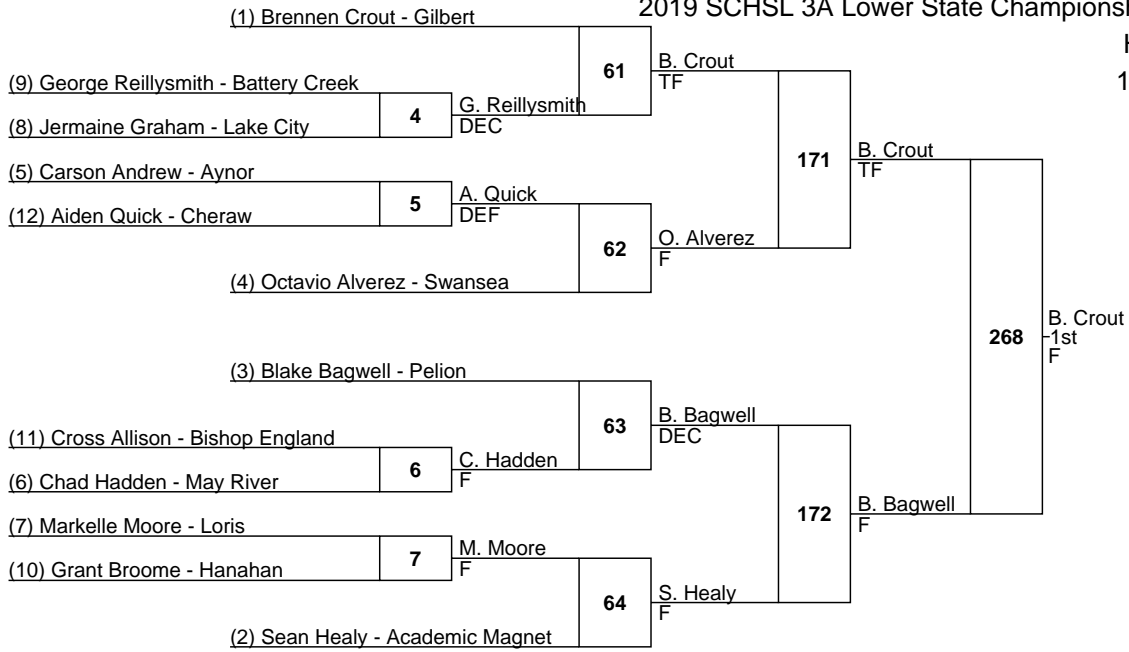 2019 SCHSL 3A Lower State
(1) Brennen Crout - Gilbert
61
B. Crout
TF
(9) George Reillysmith - Battery Creek
4
G. Reillysmith
DEC
(8) Jermaine Graham - Lake City
171
B. Crout
TF
(5) Carson Andrew - Aynor
5
A. Quick
DEF
(12) Aiden Quick - Cheraw
62
O. Alverez
F
(4) Octavio Alverez - Swansea
268
B. Crout
1st
F
(3) Blake Bagwell - Pelion
63
B. Bagwell
DEC
(11) Cross Allison - Bishop England
6
C. Hadden
F
(6) Chad Hadden - May River
172
B. Bagwell
F
(7) Markelle Moore - Loris
7
M. Moore
F
(10) Grant Broome - Hanahan
64
S. Healy
F
(2) Sean Healy - Academic Magnet